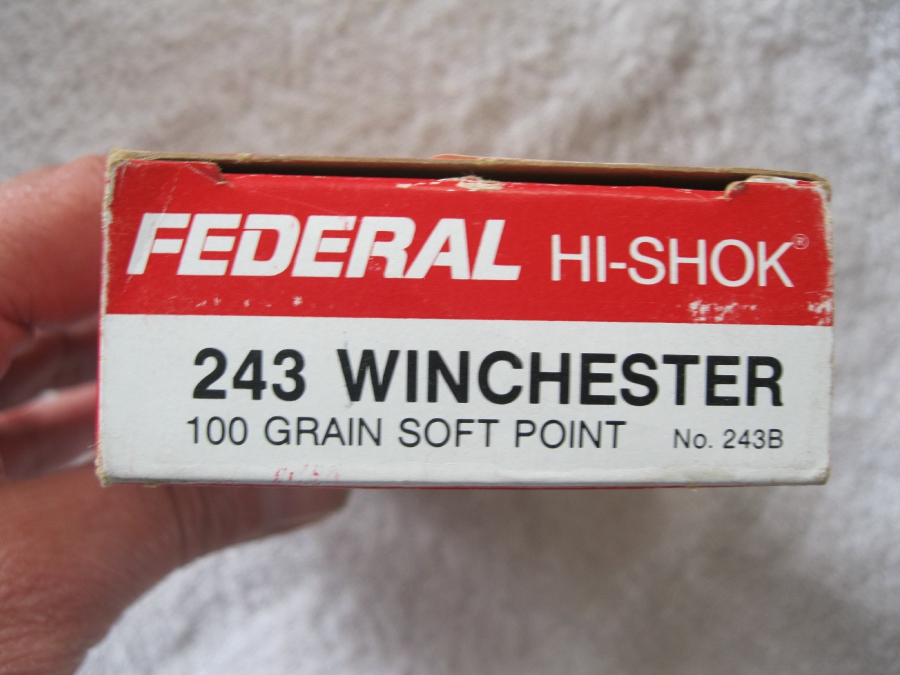 FEDERAL HI-SHOK®
243 WINCHESTER
100 GRAIN SOFT POINT No. 243B